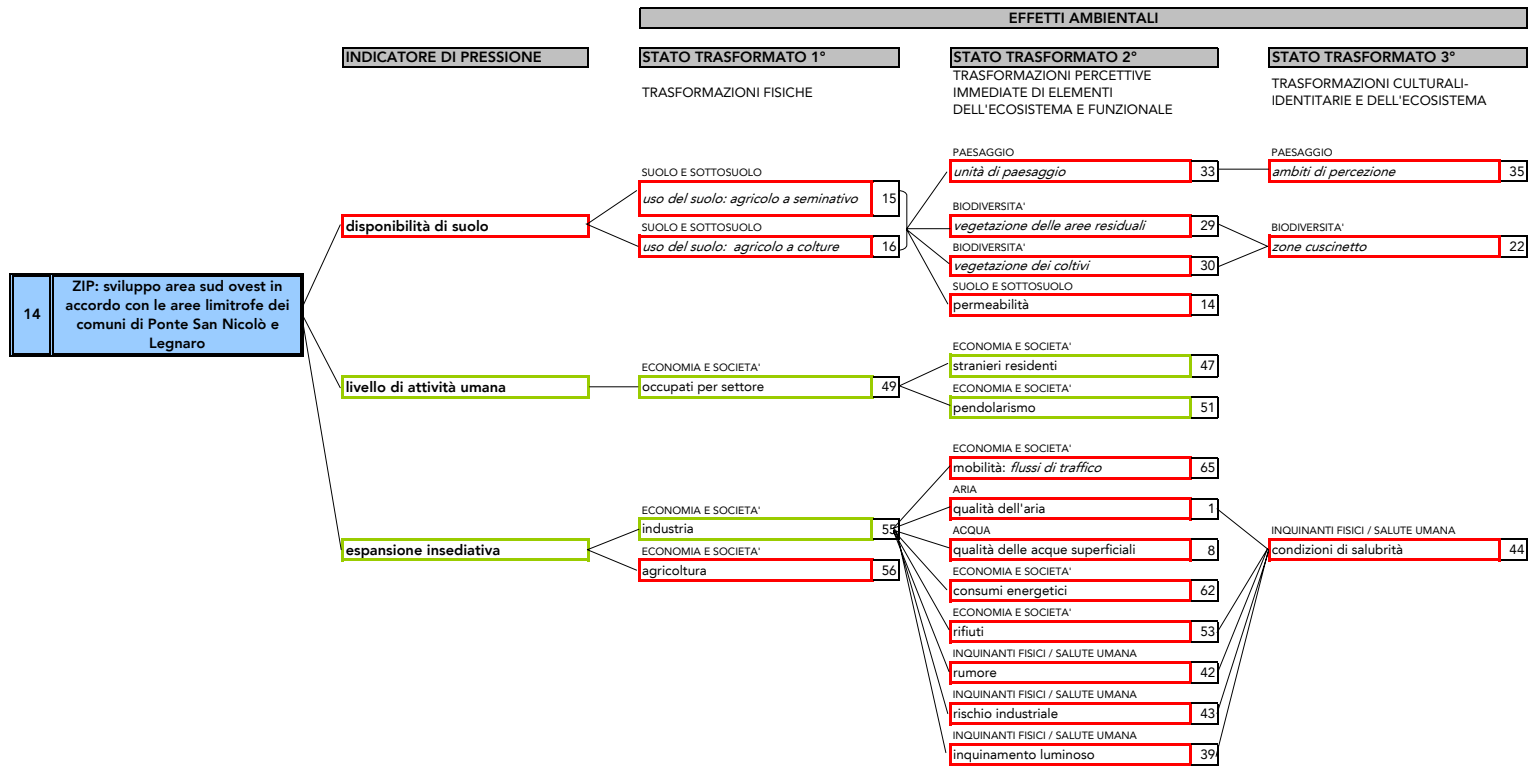 EFFETTI AMBIENTALI
INDICATORE DI PRESSIONE
STATO TRASFORMATO 1°
STATO TRASFORMATO 2°
STATO TRASFORMATO 3°
TRASFORMAZIONI FISICHE
TRASFORMAZIONI PERCETTIVE
IMMEDIATE DI ELEMENTI
DELL'ECOSISTEMA E FUNZIONALE
TRASFORMAZIONI CULTURALI-
IDENTITARIE E DELL'ECOSISTEMA
14
ZIP: sviluppo area sud ovest in
accordo con le aree limitrofe dei
comuni di Ponte San Nicolò e
Legnaro
disponibilità di suolo
SUOLO E SOTTOSUOLO
uso del suolo: agricolo a seminativo 15
SUOLO E SOTTOSUOLO
uso del suolo: agricolo a colture 16
PAESAGGIO
unità di paesaggio 33
BIODIVERSITA'
vegetazione delle aree residuali 29
BIODIVERSITA'
vegetazione dei coltivi 30
SUOLO E SOTTOSUOLO
permeabilità 14
PAESAGGIO
ambiti di percezione 35
BIODIVERSITA'
zone cuscinetto 22
livello di attività umana
ECONOMIA E SOCIETA'
occupati per settore 49
ECONOMIA E SOCIETA'
stranieri residenti 47
ECONOMIA E SOCIETA'
pendolarismo 51
espansione insediativa
ECONOMIA E SOCIETA'
industria 55
ECONOMIA E SOCIETA'
agricoltura 56
ECONOMIA E SOCIETA'
mobilità: flussi di traffico 65
ARIA
qualità dell'aria 1
ACQUA
qualità delle acque superficiali 8
ECONOMIA E SOCIETA'
consumi energetici 62
ECONOMIA E SOCIETA'
rifiuti 53
INQUINANTI FISICI / SALUTE UMANA
rumore 42
INQUINANTI FISICI / SALUTE UMANA
rischio industriale 43
INQUINANTI FISICI / SALUTE UMANA
inquinamento luminoso 39
INQUINANTI FISICI / SALUTE UMANA
condizioni di salubrità 44